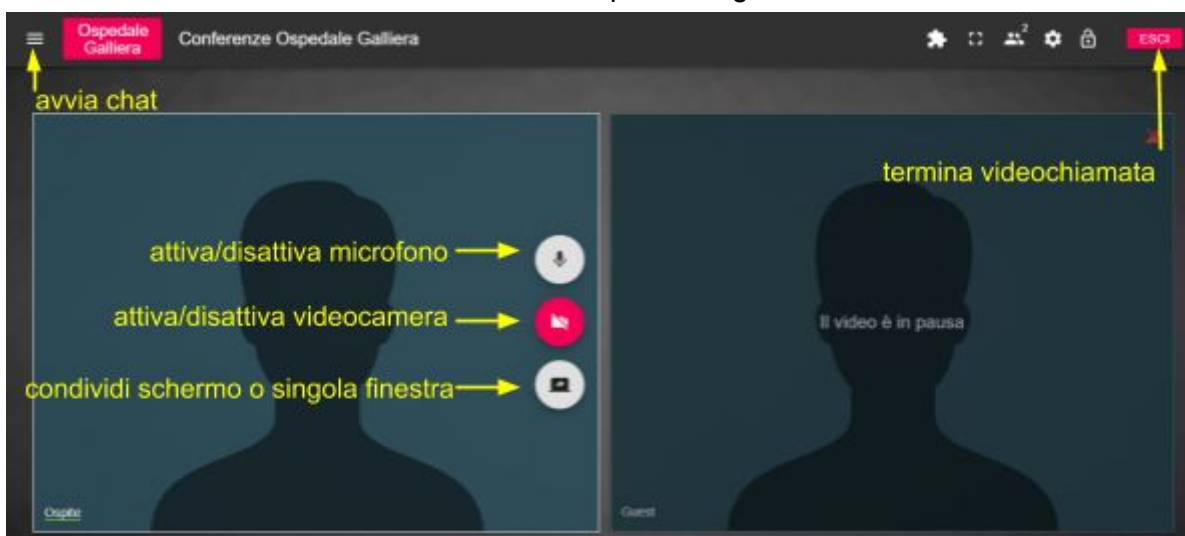 Ospedale
Galliera
Conferenze Ospedale Galliera
2
ESCI
avvia chat
termina videochiamata
attiva/disattiva microfono
attiva/disattiva videocamera
Il video è in pausa
condividi schermo o singola finestra
Ospite
Guest